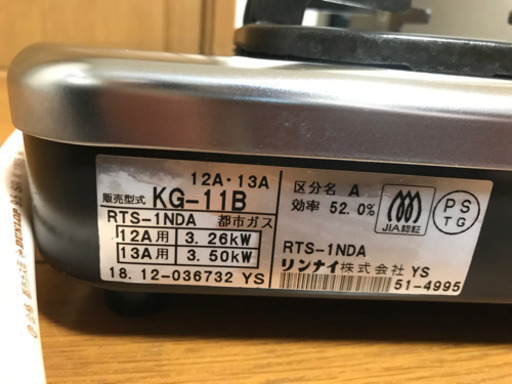 12A・13A
販売型式 KG-11B
RTS-1NDA 都市ガス
12A用 3.26kW
13A用 3.50kW
18.12-036732 YS
区分名 A
効率 52.0%
JIA認証
PS
TG
RTS-1NDA
リンナイ株式会社 YS
51-4995